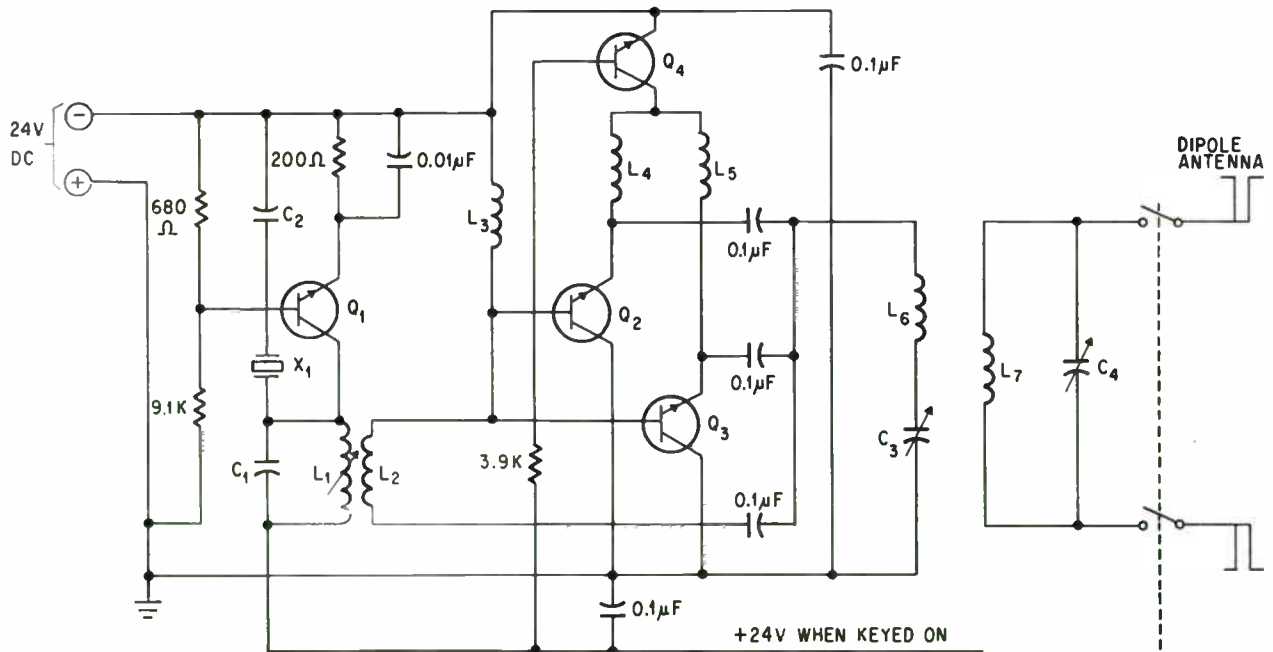 Q4
0.1μF
24V
DC
−
+
200Ω
0.01μF
L4
L5
DIPOLE
ANTENNA
680
Ω
C2
L3
0.1μF
Q1
Q2
L6
X1
0.1μF
L7
C4
9.1K
Q3
C3
C1
L1
L2
3.9K
0.1μF
0.1μF
+24V WHEN KEYED ON